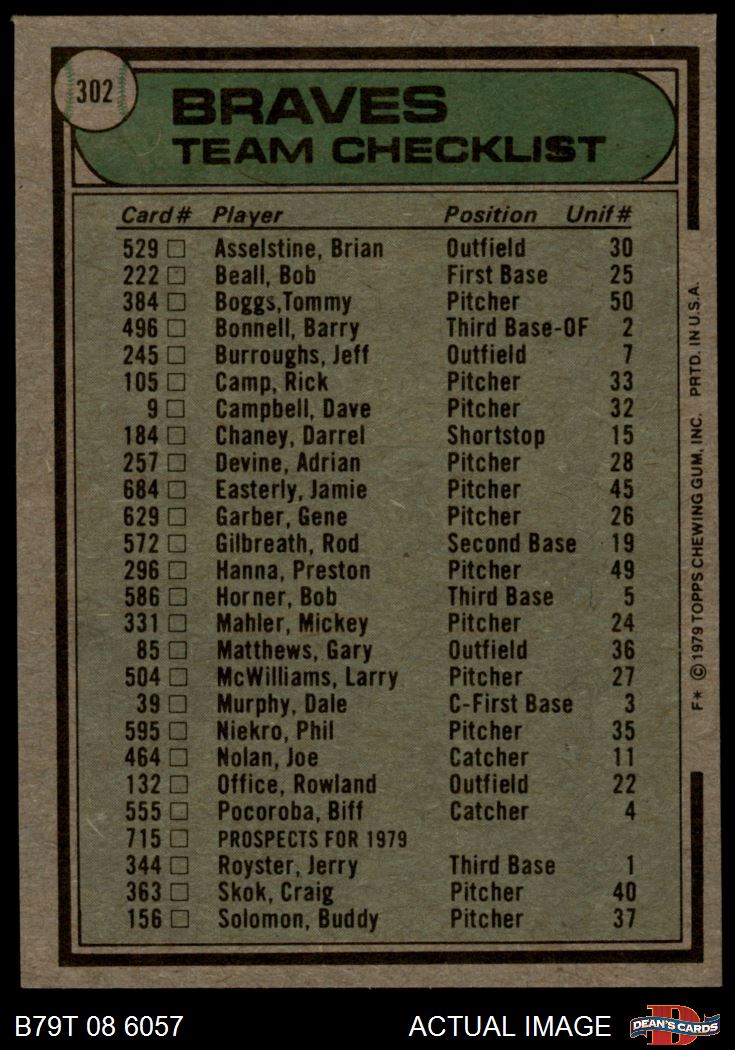 302
BRAVES
TEAM CHECKLIST
Card# Player Position Unif#
529 □ Asselstine, Brian Outfield 30
222 □ Beall, Bob First Base 25
384 □ Boggs,Tommy Pitcher 50
496 □ Bonnell, Barry Third Base-OF 2
245 □ Burroughs, Jeff Outfield 7
105 □ Camp, Rick Pitcher 33
9 □ Campbell, Dave Pitcher 32
184 □ Chaney, Darrel Shortstop 15
257 □ Devine, Adrian Pitcher 28
684 □ Easterly, Jamie Pitcher 45
629 □ Garber, Gene Pitcher 26
572 □ Gilbreath, Rod Second Base 19
296 □ Hanna, Preston Pitcher 49
586 □ Horner, Bob Third Base 5
331 □ Mahler, Mickey Pitcher 24
85 □ Matthews, Gary Outfield 36
504 □ McWilliams, Larry Pitcher 27
39 □ Murphy, Dale C-First Base 3
595 □ Niekro, Phil Pitcher 35
464 □ Nolan, Joe Catcher 11
132 □ Office, Rowland Outfield 22
555 □ Pocoroba, Biff Catcher 4
715 □ PROSPECTS FOR 1979
344 □ Royster, Jerry Third Base 1
363 □ Skok, Craig Pitcher 40
156 □ Solomon, Buddy Pitcher 37
F* © 1979 TOPPS CHEWING GUM, INC. PRTD. IN U.S.A.
B79T 08 6057 ACTUAL IMAGE
D
DEAN'S CARDS